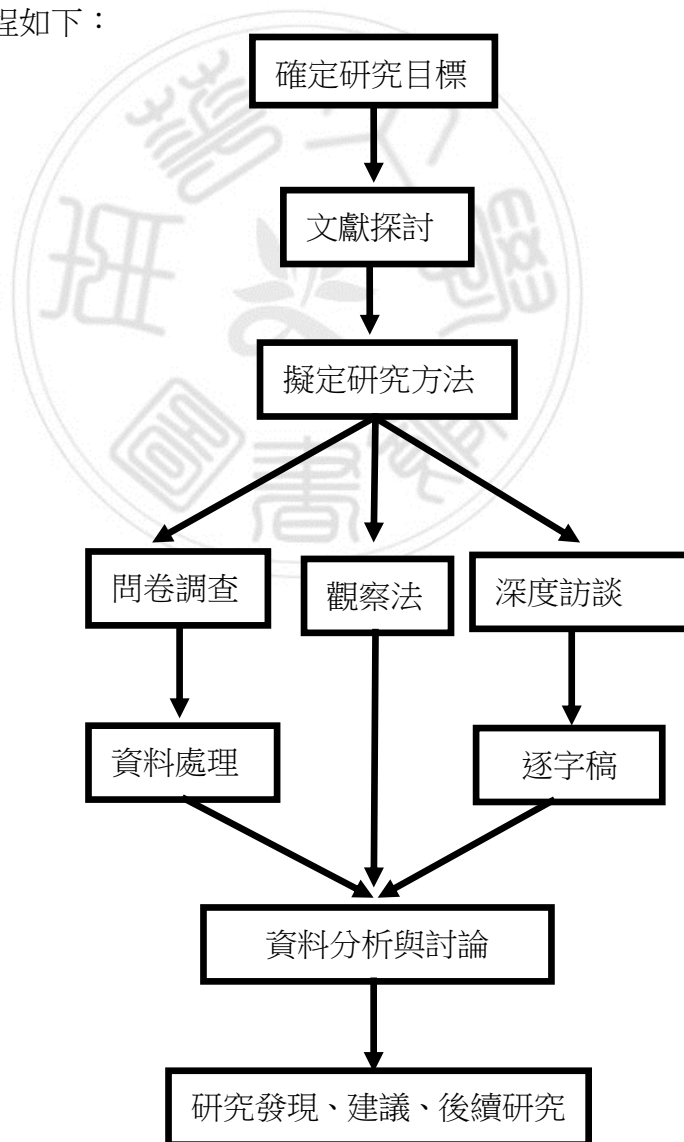 程如下：
確定研究目標
文獻探討
擬定研究方法
問卷調查
觀察法
深度訪談
資料處理
逐字稿
資料分析與討論
研究發現、建議、後續研究